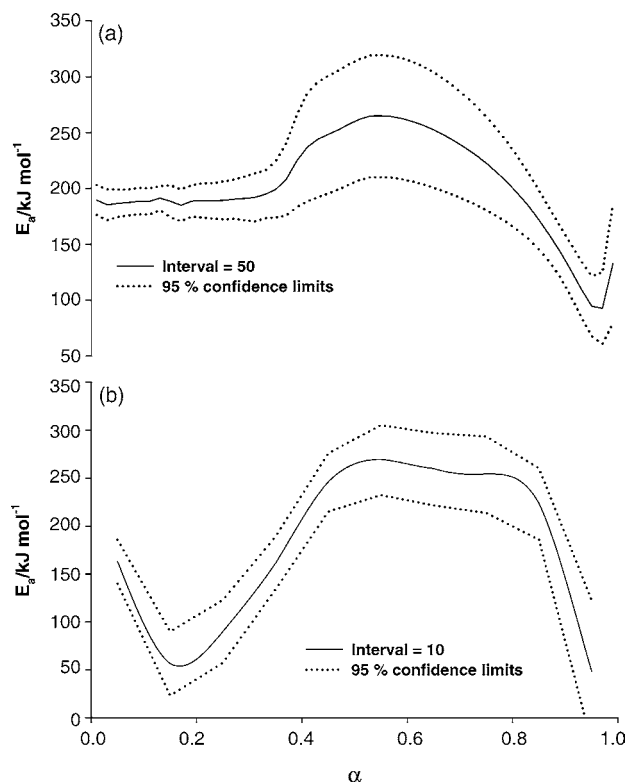 (a)
350
300
250
200
150
100
50
Eₐ/kJ mol⁻¹
Interval = 50
95 % confidence limits
(b)
350
300
250
200
150
100
50
0
Eₐ/kJ mol⁻¹
Interval = 10
95 % confidence limits
0.0 0.2 0.4 0.6 0.8 1.0
α